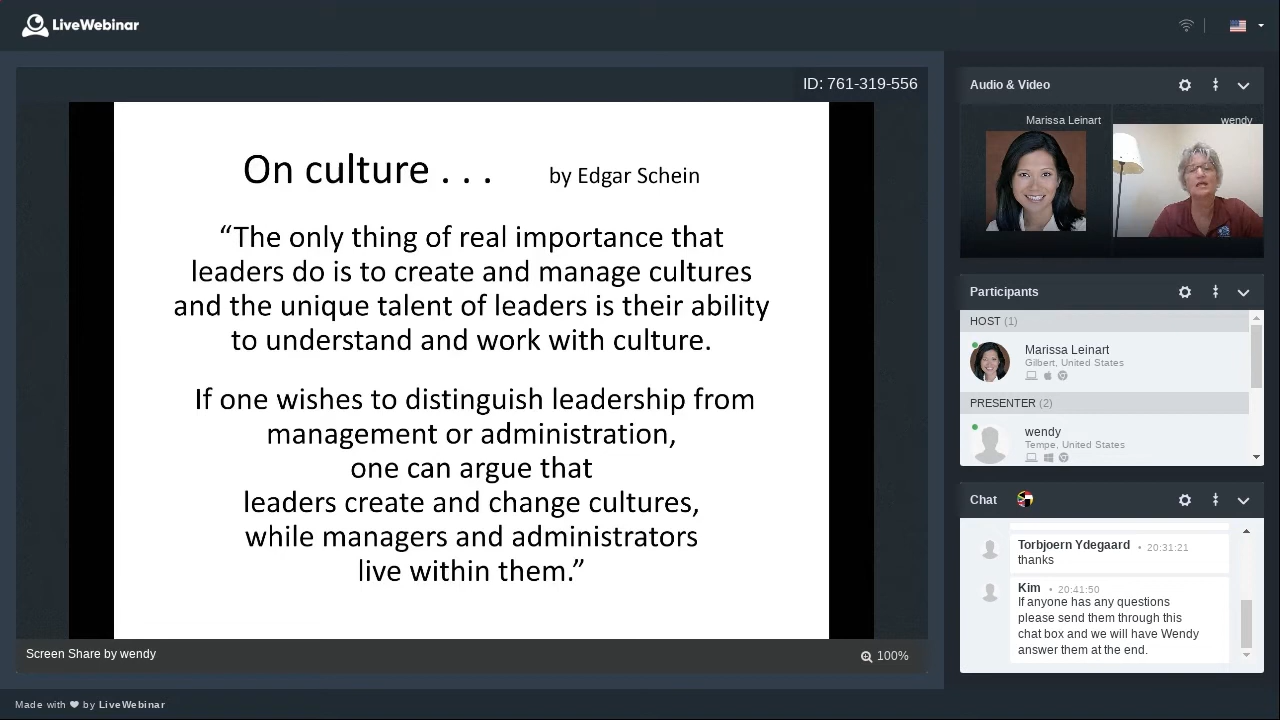 LiveWebinar
ID: 761-319-556
On culture . . . by Edgar Schein
“The only thing of real importance that
leaders do is to create and manage cultures
and the unique talent of leaders is their ability
to understand and work with culture.
If one wishes to distinguish leadership from
management or administration,
one can argue that
leaders create and change cultures,
while managers and administrators
live within them.”
Screen Share by wendy
100%
Audio & Video
Marissa Leinart
wendy
Participants
HOST (1)
Marissa Leinart
Gilbert, United States
PRESENTER (2)
wendy
Tempe, United States
Chat
Torbjoern Ydegaard • 20:31:21
thanks
Kim • 20:41:50
If anyone has any questions
please send them through this
chat box and we will have Wendy
answer them at the end.
Made with ❤ by LiveWebinar